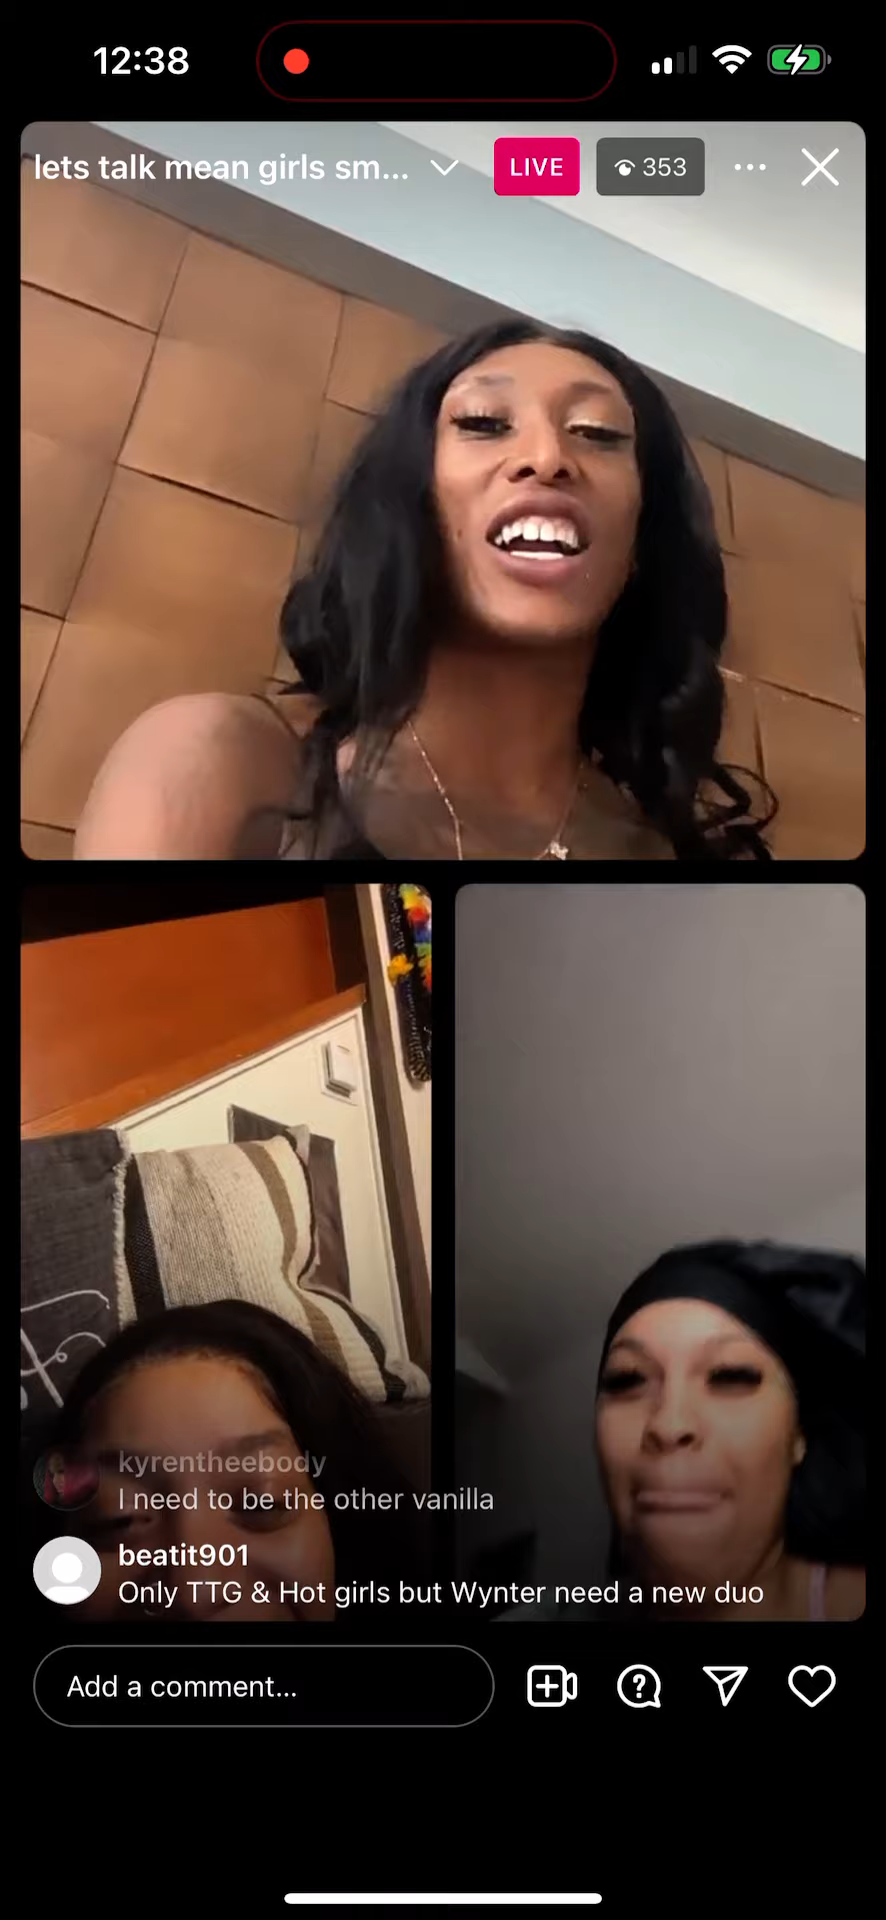 12:38
lets talk mean girls sm...
LIVE
353
kyrentheebody
I need to be the other vanilla
beatit901
Only TTG & Hot girls but Wynter need a new duo
Add a comment...